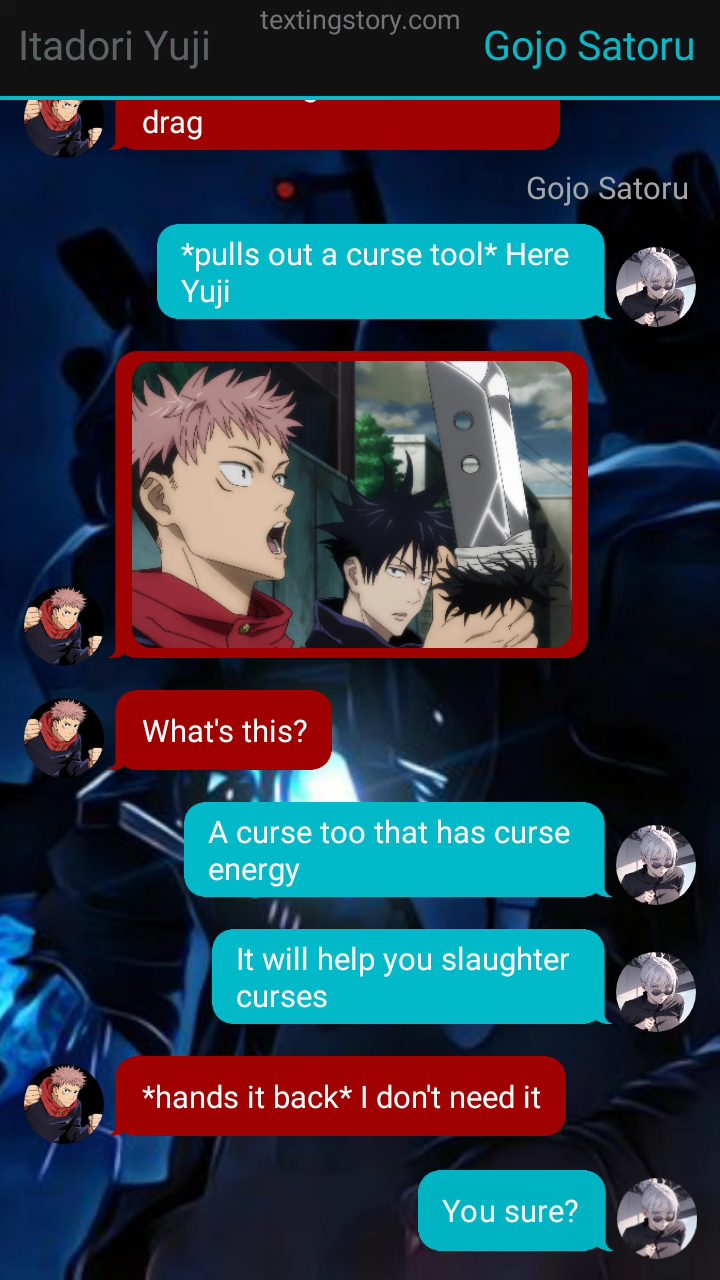 textingstory.com
Itadori Yuji
Gojo Satoru
drag
Gojo Satoru
*pulls out a curse tool* Here
Yuji
What's this?
A curse too that has curse
energy
It will help you slaughter
curses
*hands it back* I don't need it
You sure?